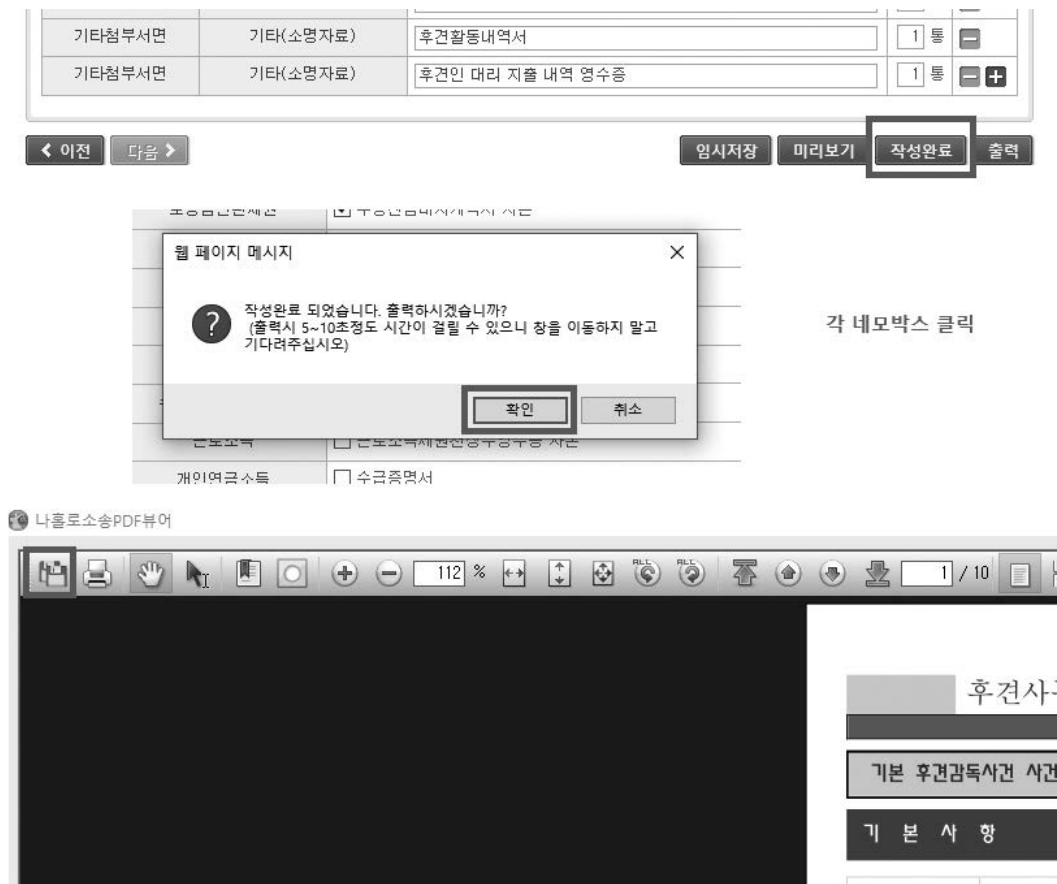 기타첨부서면 기타(소명자료) 후견활동내역서 1 통
기타첨부서면 기타(소명자료) 후견인 대리 지출 내역 영수증 1 통
이전 다음 임시저장 미리보기 작성완료 출력
웹 페이지 메시지
작성완료 되었습니다. 출력하시겠습니까?
(출력시 5~10초정도 시간이 걸릴 수 있으니 창을 이동하지 말고
기다려주십시오)
각 네모박스 클릭
확인 취소
개인연금소득 수급증명서
나홀로소송PDF뷰어
112 % ALL ALL 1 / 10
후견사
기본 후견감독사건 사건
기 본 사 항